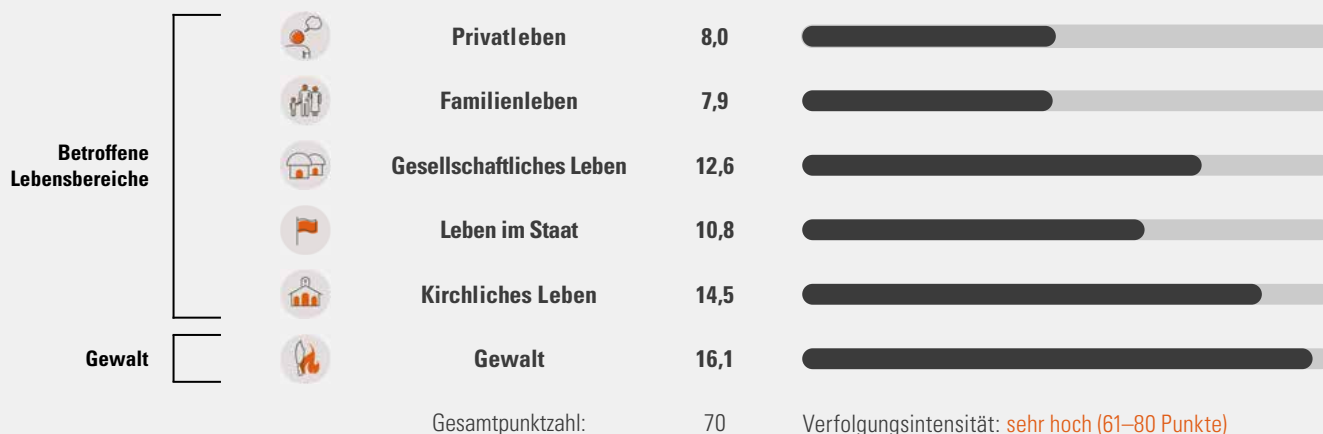 Betroffene
Lebensbereiche
Privatleben 8,0
Familienleben 7,9
Gesellschaftliches Leben 12,6
Leben im Staat 10,8
Kirchliches Leben 14,5
Gewalt
Gewalt 16,1
Gesamtpunktzahl: 70 Verfolgungsintensität: sehr hoch (61–80 Punkte)